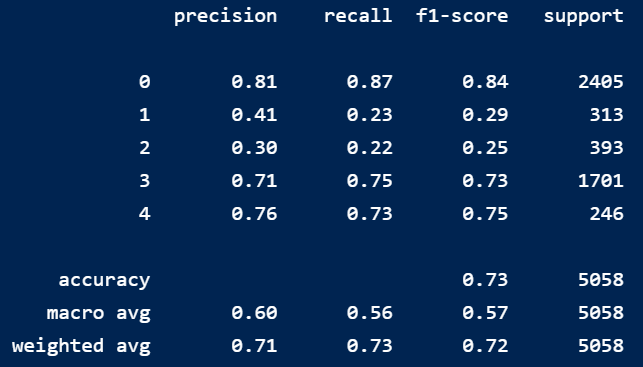 precision recall f1-score support
0 0.81 0.87 0.84 2405
1 0.41 0.23 0.29 313
2 0.30 0.22 0.25 393
3 0.71 0.75 0.73 1701
4 0.76 0.73 0.75 246
accuracy 0.73 5058
macro avg 0.60 0.56 0.57 5058
weighted avg 0.71 0.73 0.72 5058